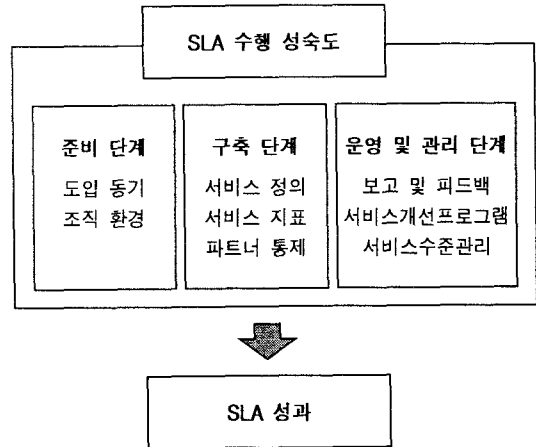 SLA 수행 성숙도
준비 단계
도입 동기
조직 환경
구축 단계
서비스 정의
서비스 지표
파트너 통제
운영 및 관리 단계
보고 및 피드백
서비스개선프로그램
서비스수준관리
SLA 성과